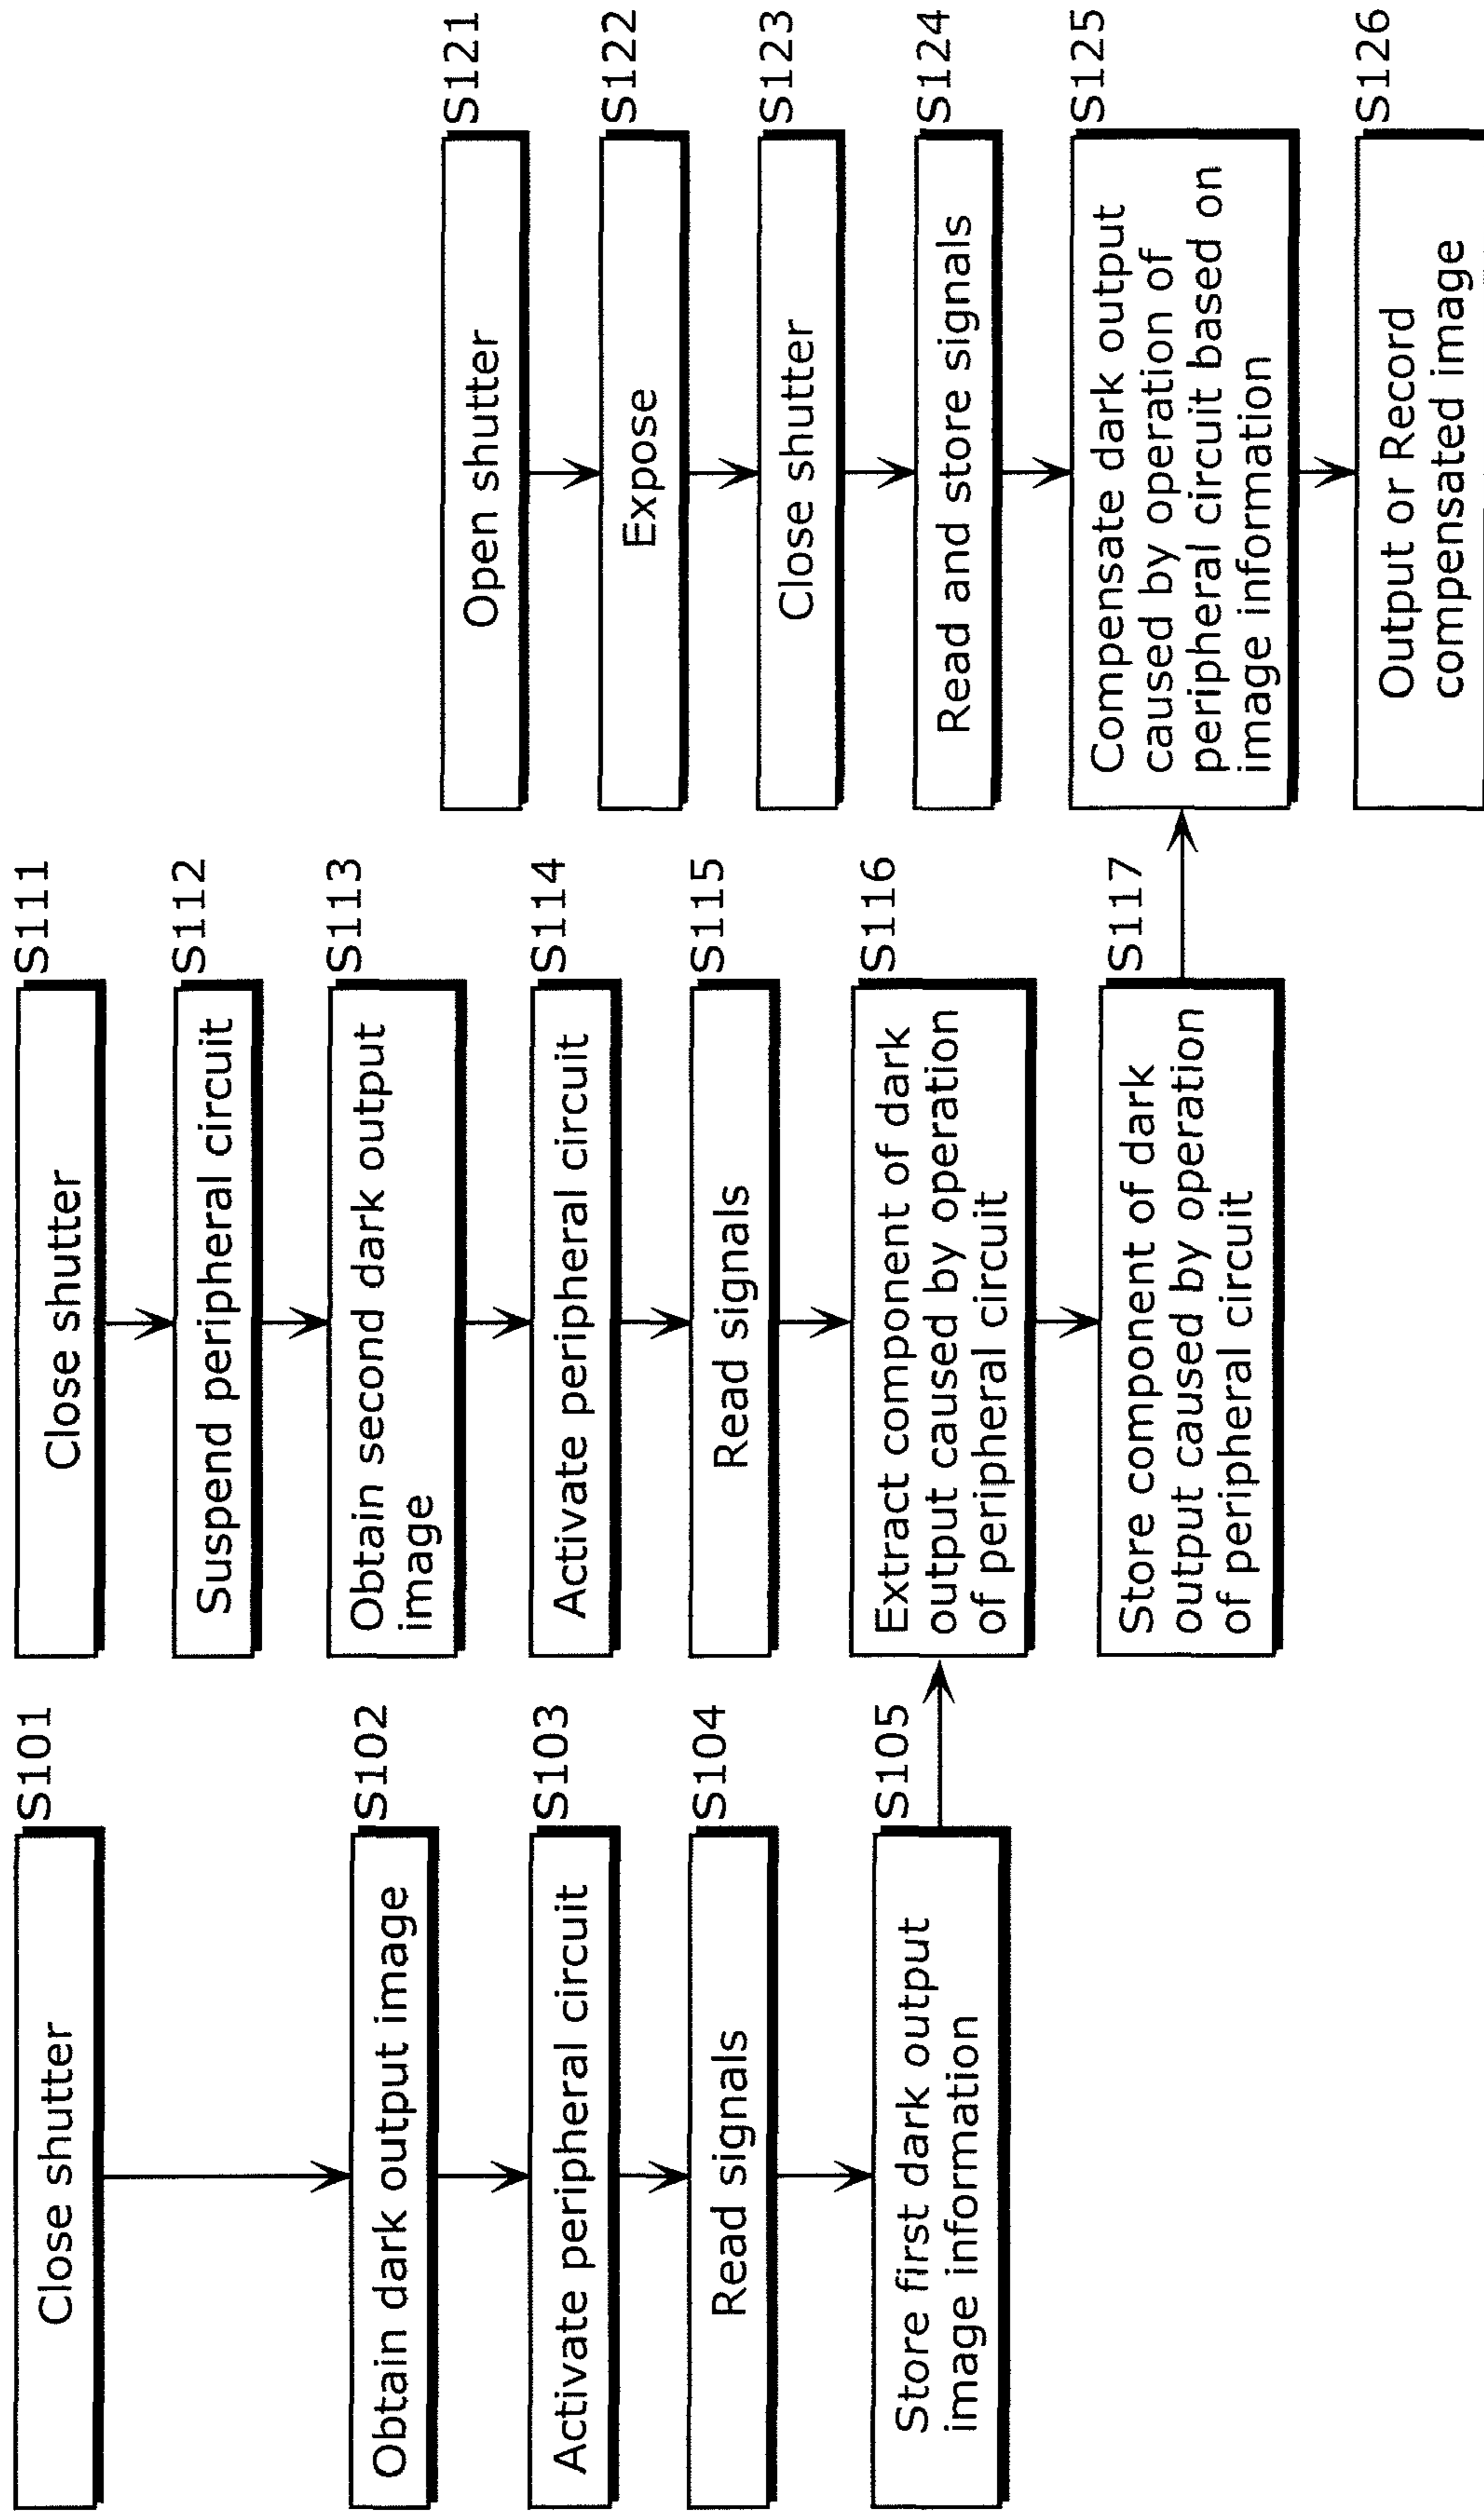 S101
Close shutter
S102
Obtain dark output image
S103
Activate peripheral circuit
S104
Read signals
S105
Store first dark output
image information
S111
Close shutter
S112
Suspend peripheral circuit
S113
Obtain second dark output
image
S114
Activate peripheral circuit
S115
Read signals
S116
Extract component of dark
output caused by operation
of peripheral circuit
S117
Store component of dark
output caused by operation
of peripheral circuit
S121
Open shutter
S122
Expose
S123
Close shutter
S124
Read and store signals
S125
Compensate dark output
caused by operation of
peripheral circuit based on
image information
S126
Output or Record
compensated image